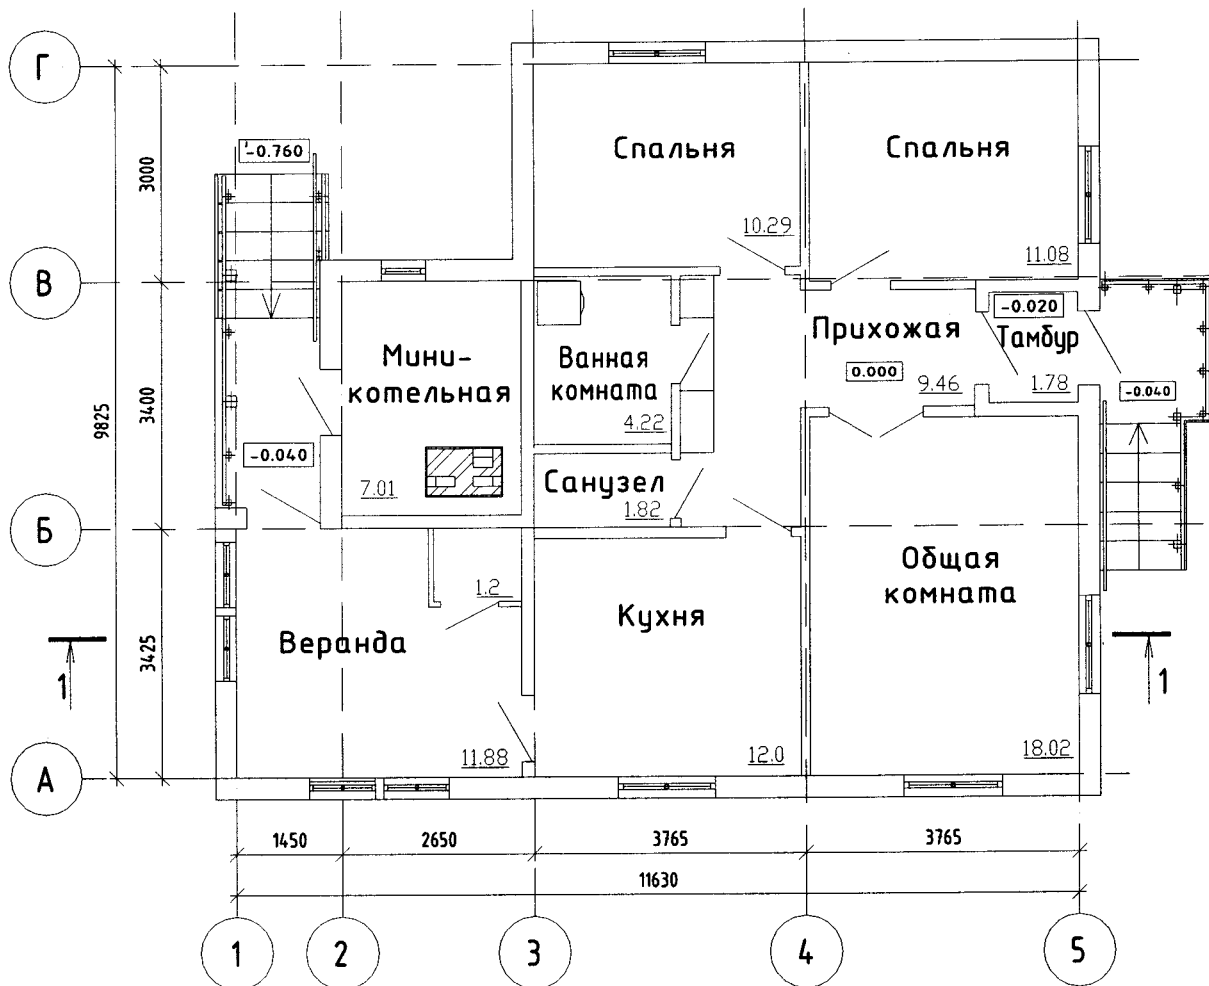 Г
-0.760
Спальня
Спальня
3000
10.29
11.08
В
-0.020
Прихожая
Тамбур
Мини-
котельная
Ванная
комната
0.000
9.46
1.78
-0.040
3400
9825
4.22
-0.040
7.01
Санузел
1.82
Б
Общая
комната
1.2
Кухня
Веранда
3425
1
1
11.88
12.0
18.02
А
1450
2650
3765
3765
11630
1
2
3
4
5